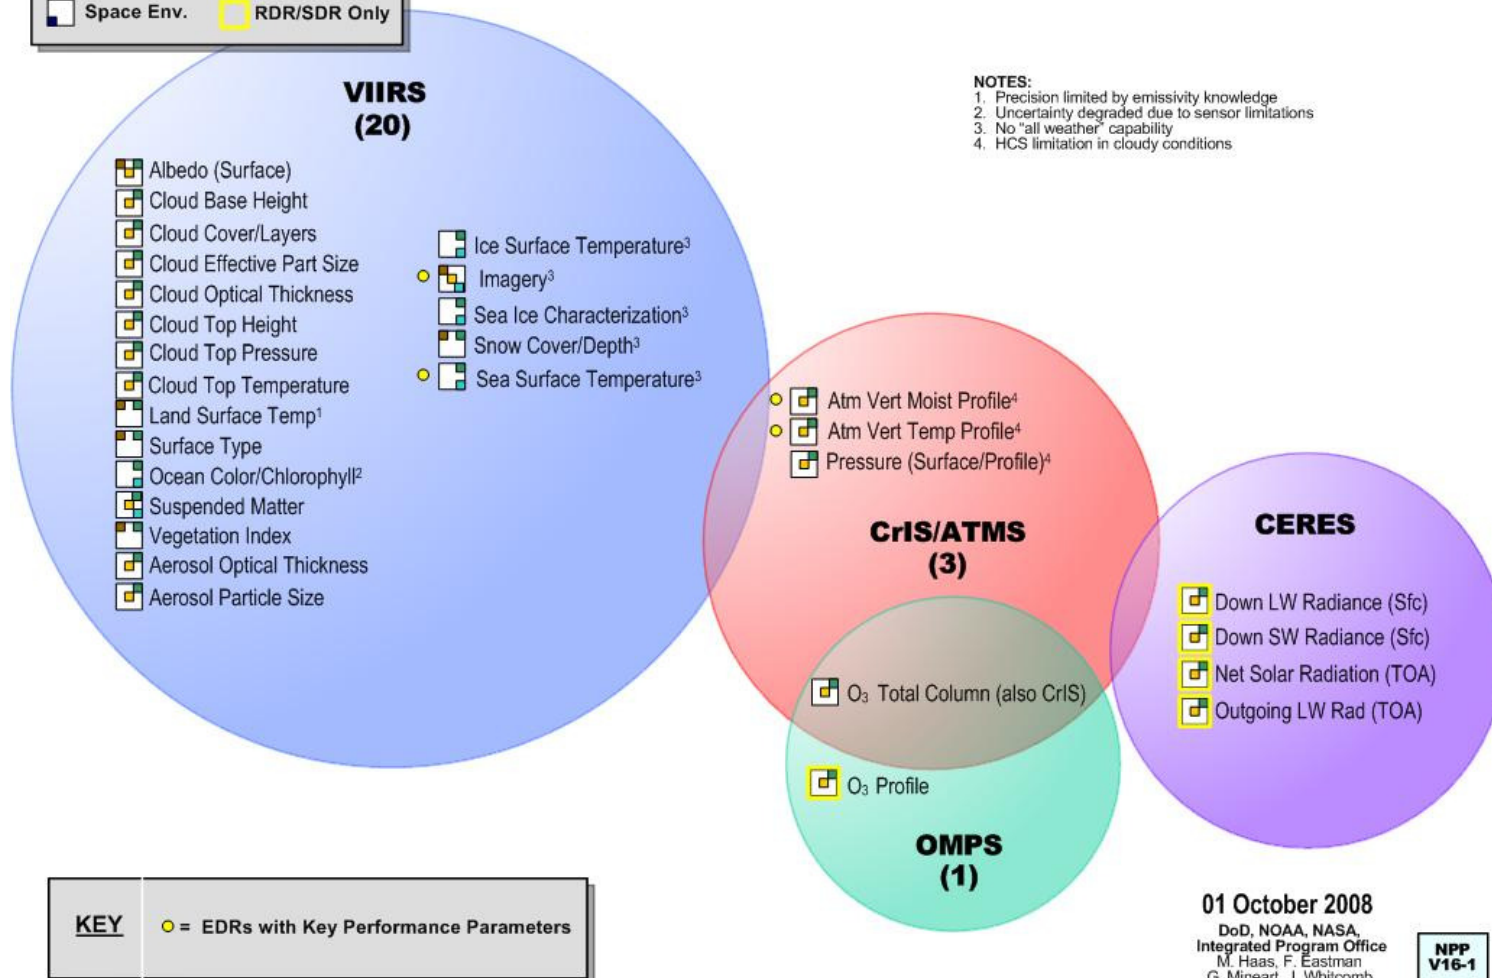 Space Env.
RDR/SDR Only
VIIRS
(20)
NOTES:
1. Precision limited by emissivity knowledge
2. Uncertainty degraded due to sensor limitations
3. No "all weather" capability
4. HCS limitation in cloudy conditions
Albedo (Surface)
Cloud Base Height
Cloud Cover/Layers
Cloud Effective Part Size
Cloud Optical Thickness
Cloud Top Height
Cloud Top Pressure
Cloud Top Temperature
Land Surface Temp¹
Surface Type
Ocean Color/Chlorophyll²
Suspended Matter
Vegetation Index
Aerosol Optical Thickness
Aerosol Particle Size
Ice Surface Temperature³
Imagery³
Sea Ice Characterization³
Snow Cover/Depth³
Sea Surface Temperature³
Atm Vert Moist Profile⁴
Atm Vert Temp Profile⁴
Pressure (Surface/Profile)⁴
CrIS/ATMS
(3)
CERES
Down LW Radiance (Sfc)
Down SW Radiance (Sfc)
Net Solar Radiation (TOA)
Outgoing LW Rad (TOA)
O₃ Total Column (also CrIS)
O₃ Profile
OMPS
(1)
KEY
= EDRs with Key Performance Parameters
01 October 2008
DoD, NOAA, NASA,
Integrated Program Office
M. Haas, F. Eastman
G. Mineart, J. Whitcomb
NPP
V16-1